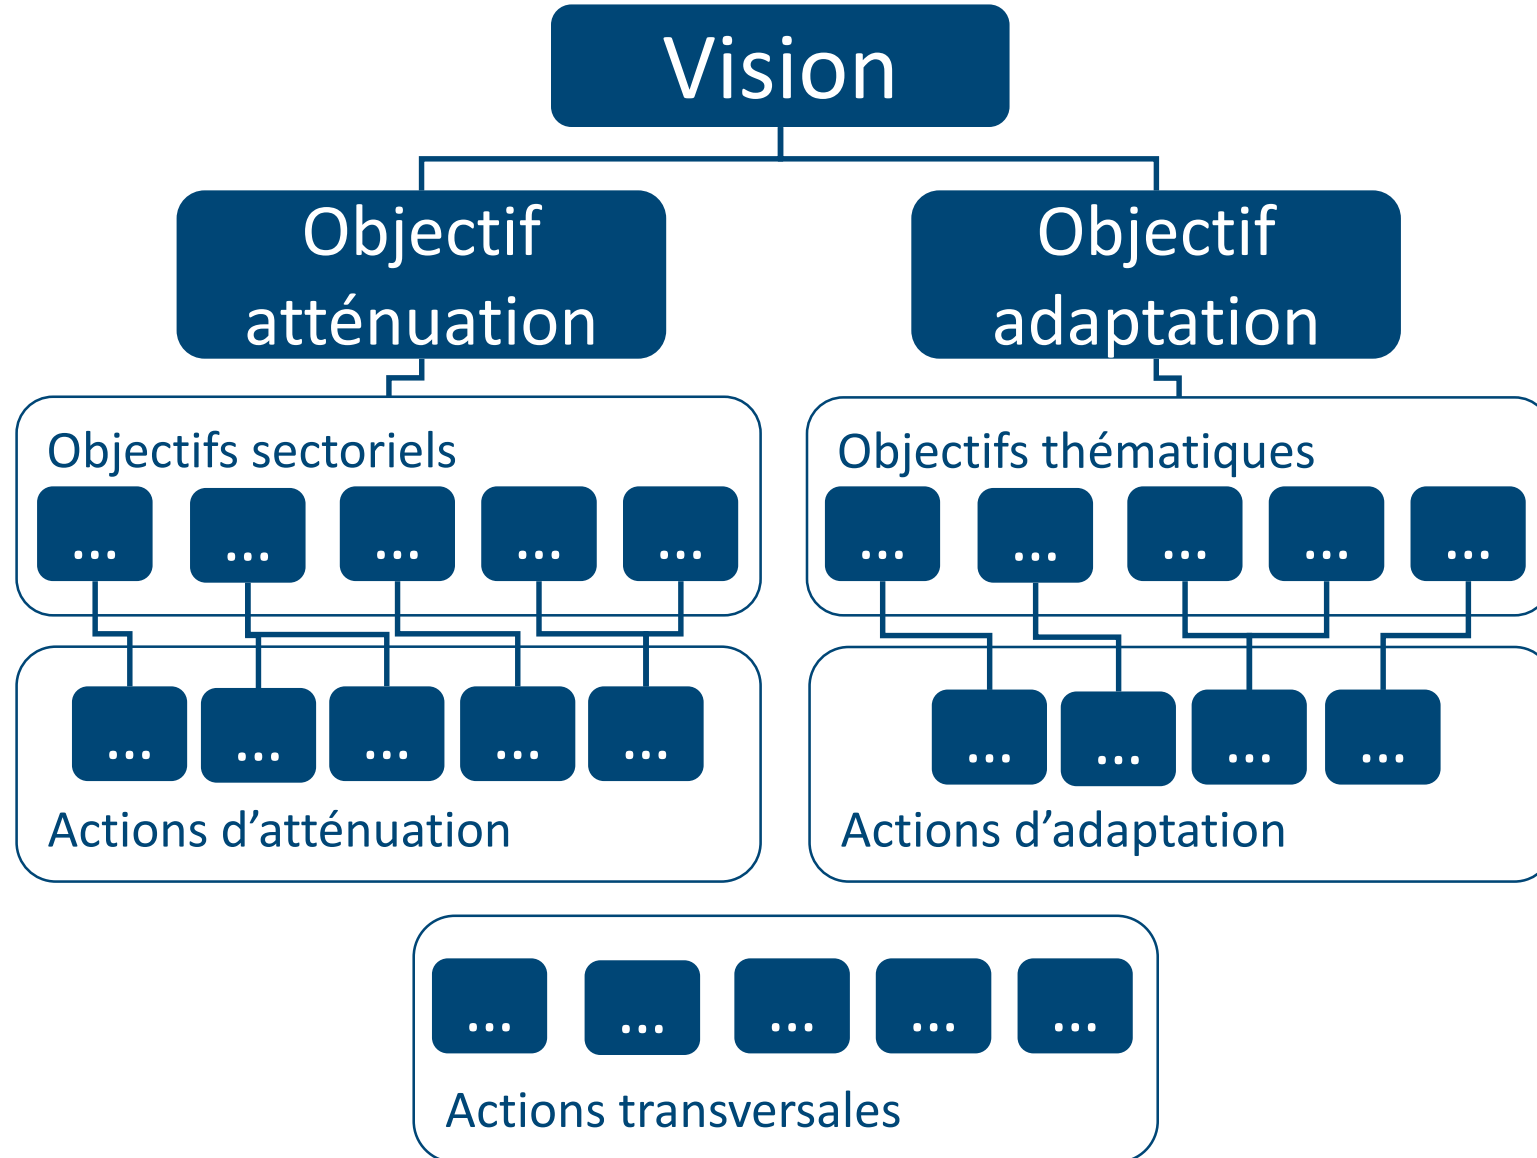 Vision
Objectif
atténuation
Objectif
adaptation
Objectifs sectoriels
... ... ... ... ...
Objectifs thématiques
... ... ... ... ...
... ... ... ... ...
Actions d’atténuation
... ... ... ...
Actions d’adaptation
... ... ... ... ...
Actions transversales